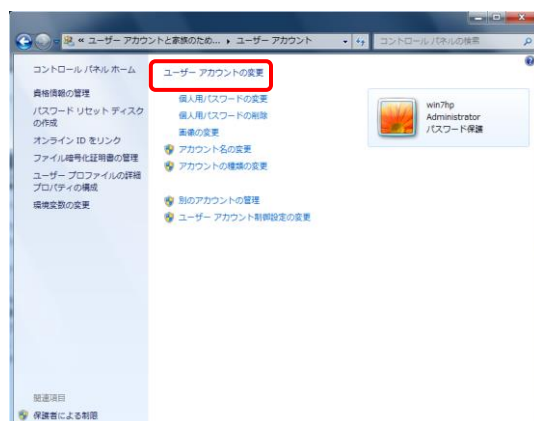 « ユーザー アカウントと家族のため... ▸ ユーザー アカウント
コントロール パネルの検索
コントロール パネル ホーム
資格情報の管理
パスワード リセット ディスク
の作成
オンライン ID をリンク
ファイル暗号化証明書の管理
ユーザー プロファイルの詳細
プロパティの構成
環境変数の変更
ユーザー アカウントの変更
個人用パスワードの変更
個人用パスワードの削除
画像の変更
アカウント名の変更
アカウントの種類の変更
別のアカウントの管理
ユーザー アカウント制御設定の変更
win7hp
Administrator
パスワード保護
関連項目
保護者による制限